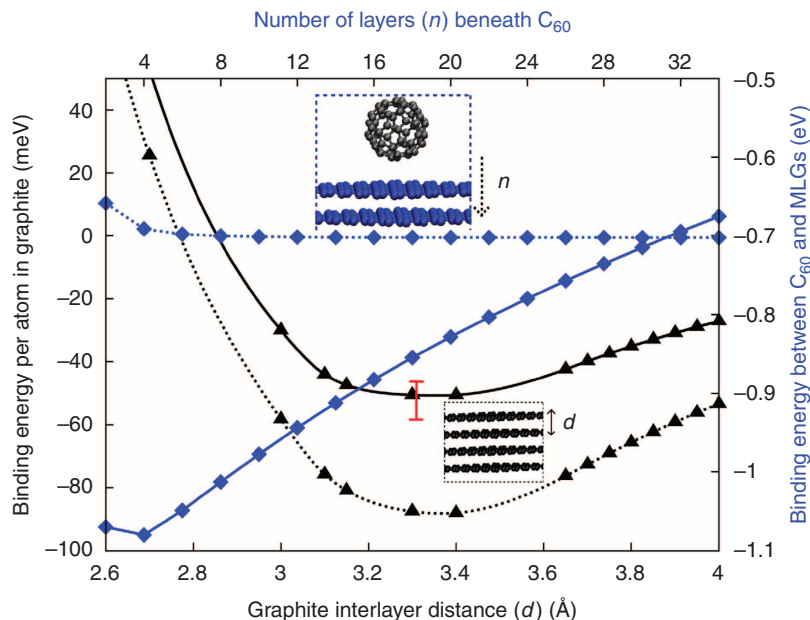 Number of layers (n) beneath C60
4 8 12 16 20 24 28 32
Binding energy per atom in graphite (meV)
40
20
0
−20
−40
−60
−80
−100
n
d
−0.5
−0.6
−0.7
−0.8
−0.9
−1
−1.1
Binding energy between C60 and MLGs (eV)
2.6 2.8 3 3.2 3.4 3.6 3.8 4
Graphite interlayer distance (d) (Å)